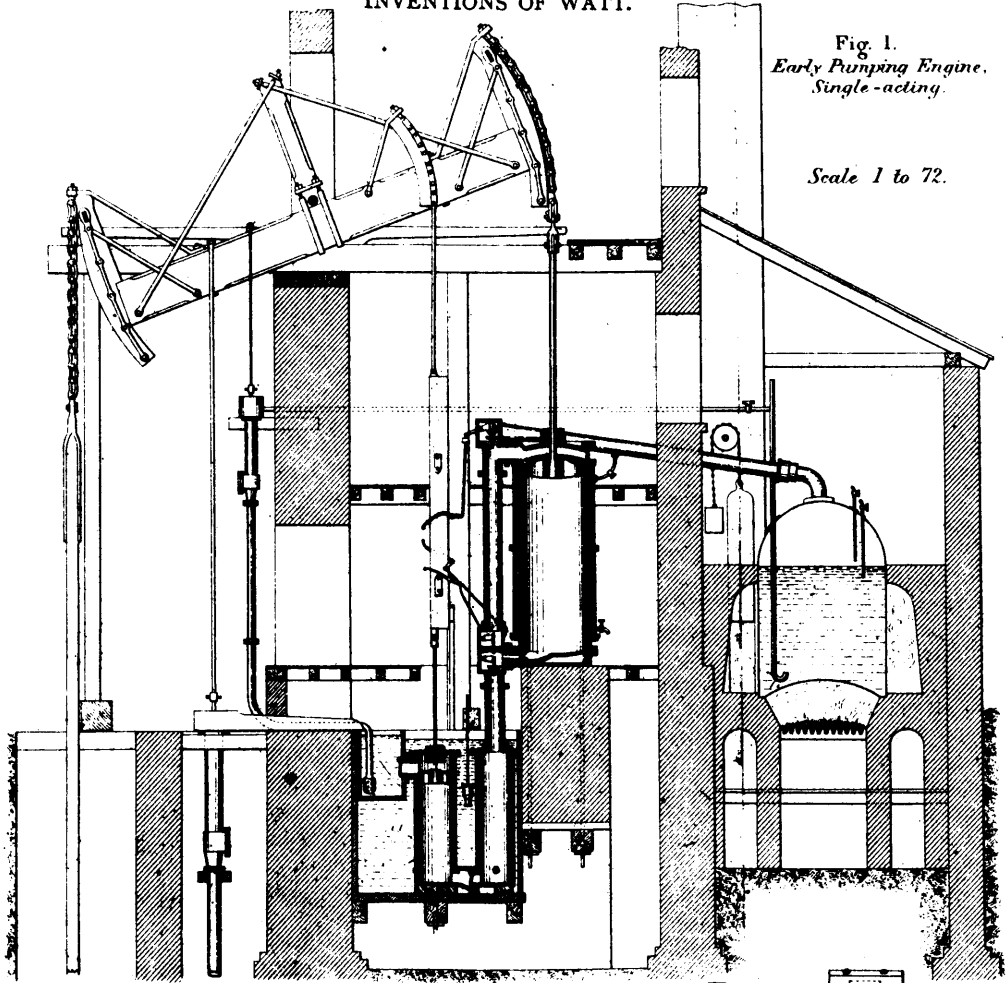 INVENTIONS OF WATT.
Fig. 1.
Early Pumping Engine,
Single-acting.
Scale 1 to 72.